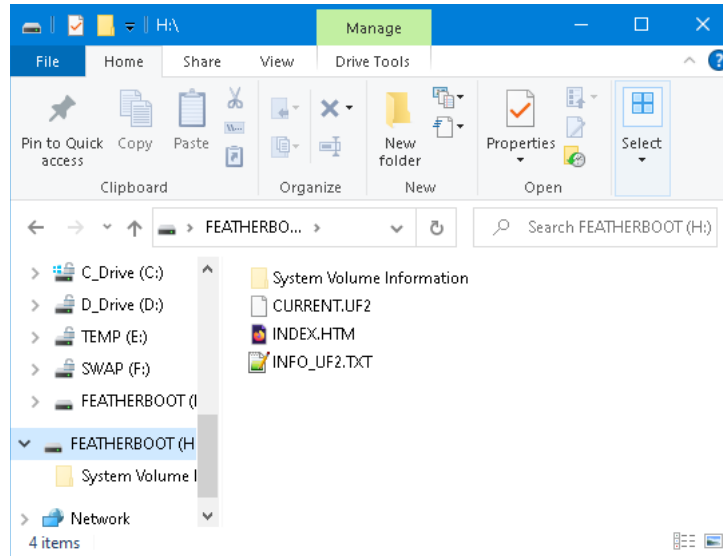 H:\
Manage
File Home Share View Drive Tools
Pin to Quick access
Copy
Paste
New folder
Properties
Select
Clipboard Organize New Open
FEATHERBO...
Search FEATHERBOOT (H:)
C_Drive (C:)
D_Drive (D:)
TEMP (E:)
SWAP (F:)
FEATHERBOOT (
FEATHERBOOT (H
System Volume I
Network
System Volume Information
CURRENT.UF2
INDEX.HTM
INFO_UF2.TXT
4 items